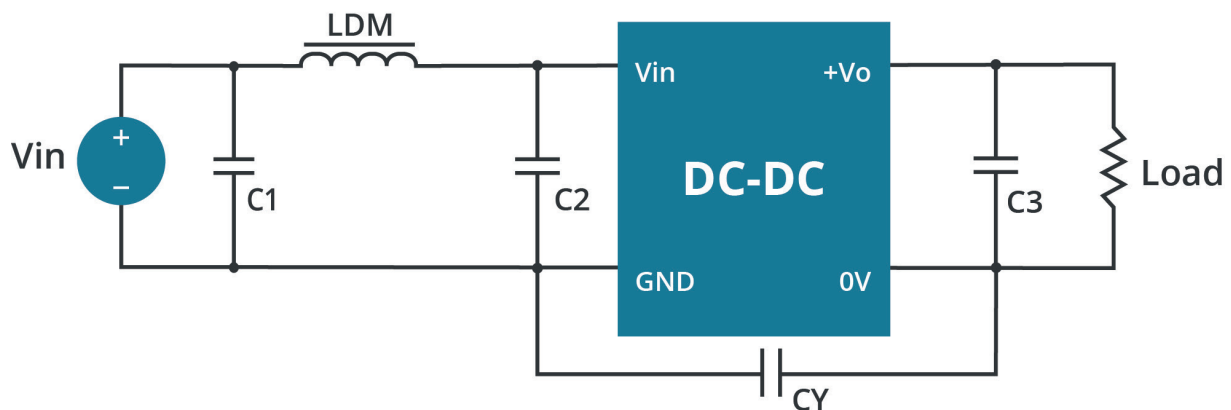 LDM
Vin
+
−
C1
C2
Vin
+Vo
DC-DC
GND
0V
C3
Load
CY